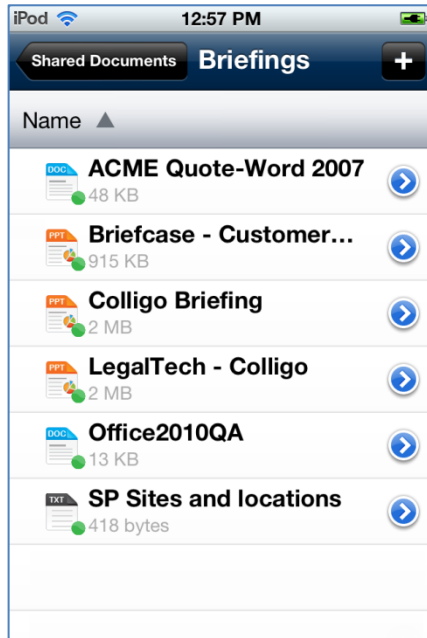 iPod 12:57 PM
Shared Documents Briefings +
Name ▲
DOC ACME Quote-Word 2007
48 KB
PPT Briefcase - Customer...
915 KB
PPT Colligo Briefing
2 MB
PPT LegalTech - Colligo
2 MB
DOC Office2010QA
13 KB
TXT SP Sites and locations
418 bytes